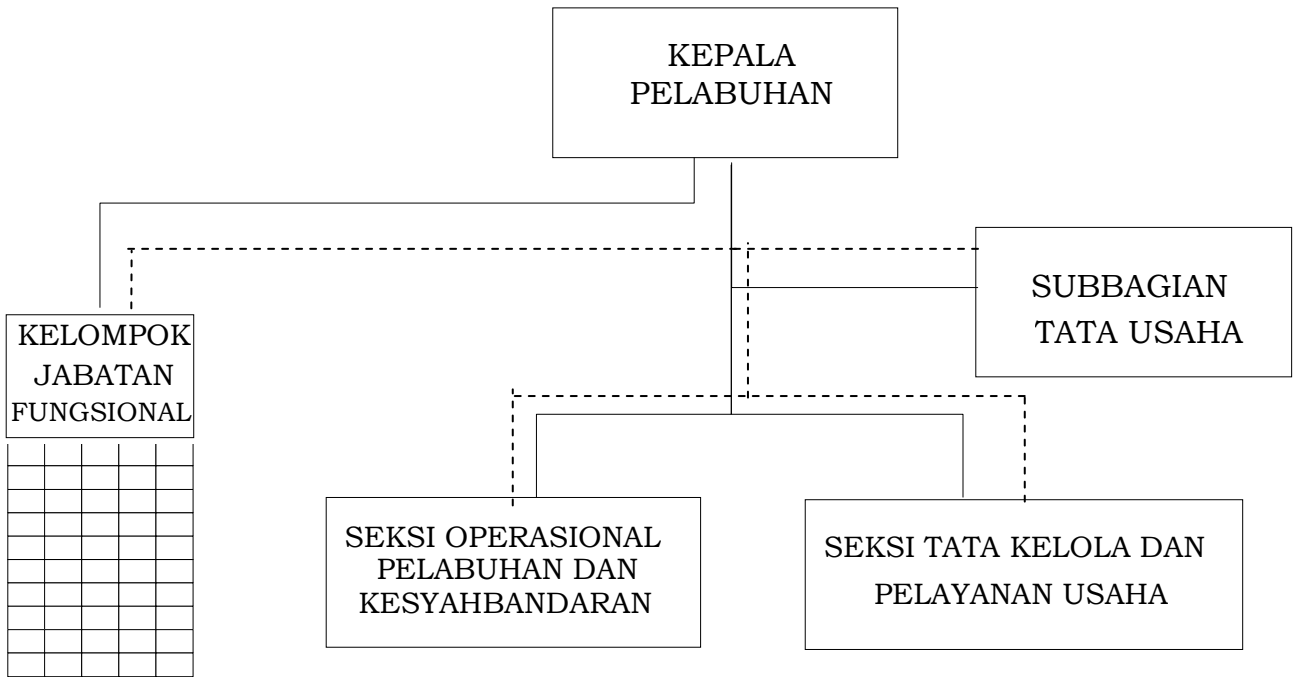 KEPALA
PELABUHAN
SUBBAGIAN
TATA USAHA
KELOMPOK
JABATAN
FUNGSIONAL
SEKSI OPERASIONAL
PELABUHAN DAN
KESYAHBANDARAN
SEKSI TATA KELOLA DAN
PELAYANAN USAHA